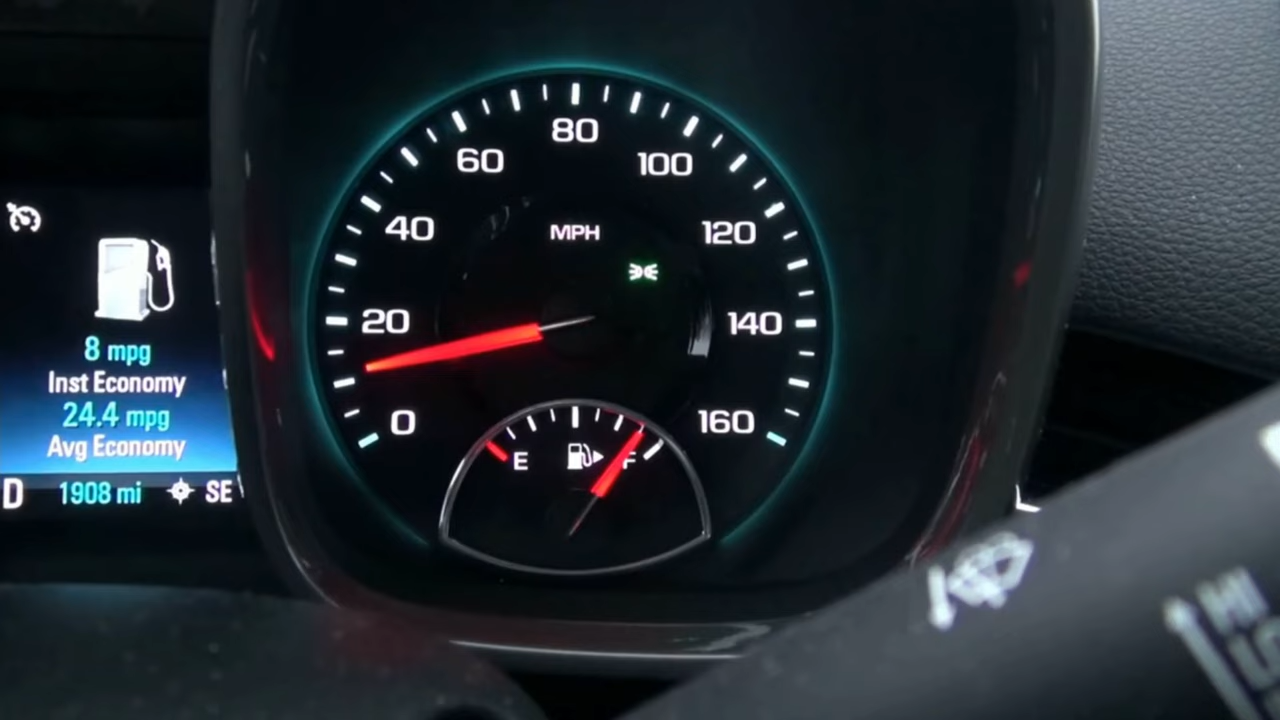 80
60
100
40
MPH
120
20
140
8 mpg
Inst Economy
24.4 mpg
Avg Economy
0
160
E
F
D 1908 mi SE
MI